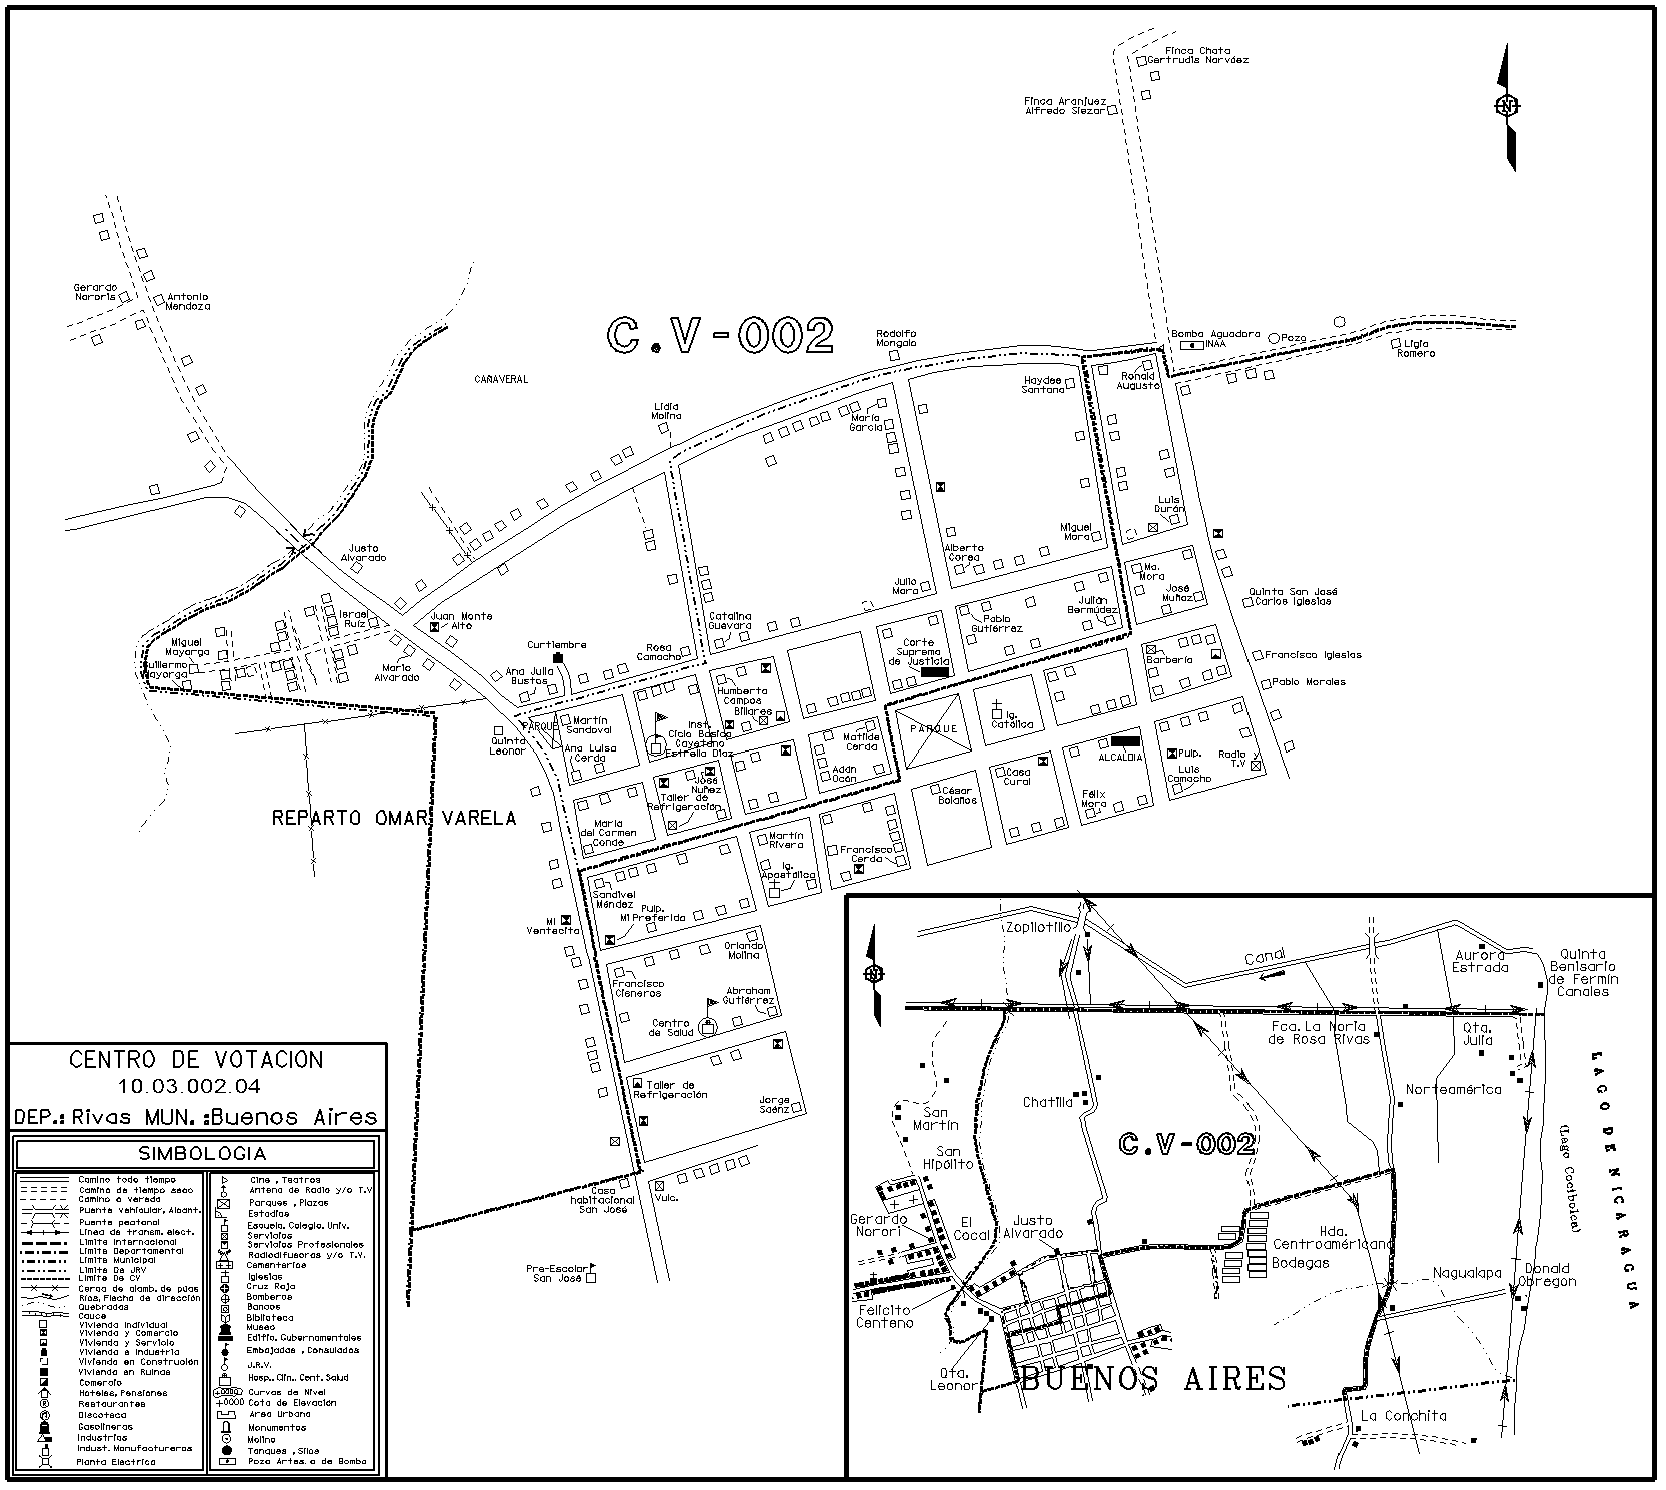 Finca Chata
Gertrudis Narváez
Finca Aranjuez
Alfredo Siezar
N
Gerardo
Naroris
Antonio
Mendoza
C.V-002
CAÑAVERAL
Rodolfo
Mongalo
Bomba Aguadora
INAA
Pozo
Ligia
Romero
Haydee
Santana
Ronald
Augusto
Lidia
Molina
María
García
Luis
Durán
Miguel
Mora
Justo
Alvarado
Alberto
Corea
Ma.
Mora
José
Muñoz
Julio
Mora
Quinta San José
Carlos Iglesias
Israel
Ruíz
Juan Monte
Alto
Catalina
Guevara
Julián
Bermúdez
Pablo
Gutiérrez
Miguel
Mayorga
Guillermo
Mayorga
Mario
Alvarado
Curtiembre
Rosa
Camacho
Corte
Suprema
de Justicia
Barbería
Francisco Iglesias
Ana Julia
Bustos
Pablo Morales
Humberto
Campos
Billares
PARQUE
Martín
Sandoval
Inst.
Ciclo Básico
Cayetano
Estrella Díaz
Matilde
Cerda
PARQUE
Ig.
Católica
Quinta
Leonor
Ana Luisa
Cerda
ALCALDIA
Pulp.
Radio
T.V
Luis
Camacho
Adán
Ocón
Casa
Cural
José
Nuñez
Taller de
Refrigeración
César
Bolaños
Félix
Mora
REPARTO OMAR VARELA
María
del Carmen
Conde
Martín
Rivera
Francisco
Cerda
Ig.
Apostólica
Sandivel
Méndez
Pulp.
Mi Preferida
Mi
Ventecita
Orlando
Molina
Francisco
Cisneros
Abraham
Gutiérrez
Centro
de Salud
Taller de
Refrigeración
Jorge
Saénz
Casa
habitacional
San José
Vulc.
Pre-Escolar
San José
CENTRO DE VOTACION
10.03.002.04
DEP.: Rivas MUN. :Buenos Aires
SIMBOLOGIA
Camino todo tiempo
Camino de tiempo seco
Camino o vereda
Puente vehicular, Alcant.
Puente peatonal
Línea de transm. elect.
Límite Internacional
Límite Departamental
Límite Municipal
Límite De JRV
Límite De CV
Cerca de alamb. de púas
Ríos, Flecha de dirección
Quebradas
Cauce
Vivienda Individual
Vivienda y Comercio
Vivienda y Servicio
Vivienda e Industria
Vivienda en Construción
Vivienda en Ruinas
Comercio
Hoteles, Pensiones
Restaurantes
Discoteca
Gasolineras
Industrias
Indust. Manufactureras
Planta Electrica
Cine , Teatros
Antena de Radio y/o T.V
Parques , Plazas
Estadios
Escuela. Colegio. Univ.
Servicios
Servicios Profesionales
Radiodifusoras y/o T.V.
Cementerios
Iglesias
Cruz Roja
Bomberos
Bancos
Biblioteca
Museo
Edific. Gubernamentales
Embajadas , Consulados
J.R.V.
Hosp., Clín., Cent. Salud
Curvas de Nivel
Cota de Elevación
Area Urbana
Monumentos
Molino
Tanques , Silos
Pozo Artes. o de Bomba
N
Zopilotillo
Canal
Aurora
Estrada
Quinta
Benisario
de Fermín
Canales
Fca. La Noria
de Rosa Rivas
Qta.
Julia
Norteamérica
Chatilla
San
Martín
C.V-002
San
Hipólito
LAGO DE NICARAGUA
(Lago Cocibolca)
Gerardo
Norori
El
Cocal
Justo
Alvarado
Hda.
Centroaméricana
Bodegas
Nagualapa
Donald
Obregon
Felicito
Centeno
Qta.
Leonor
BUENOS AIRES
La Conchita